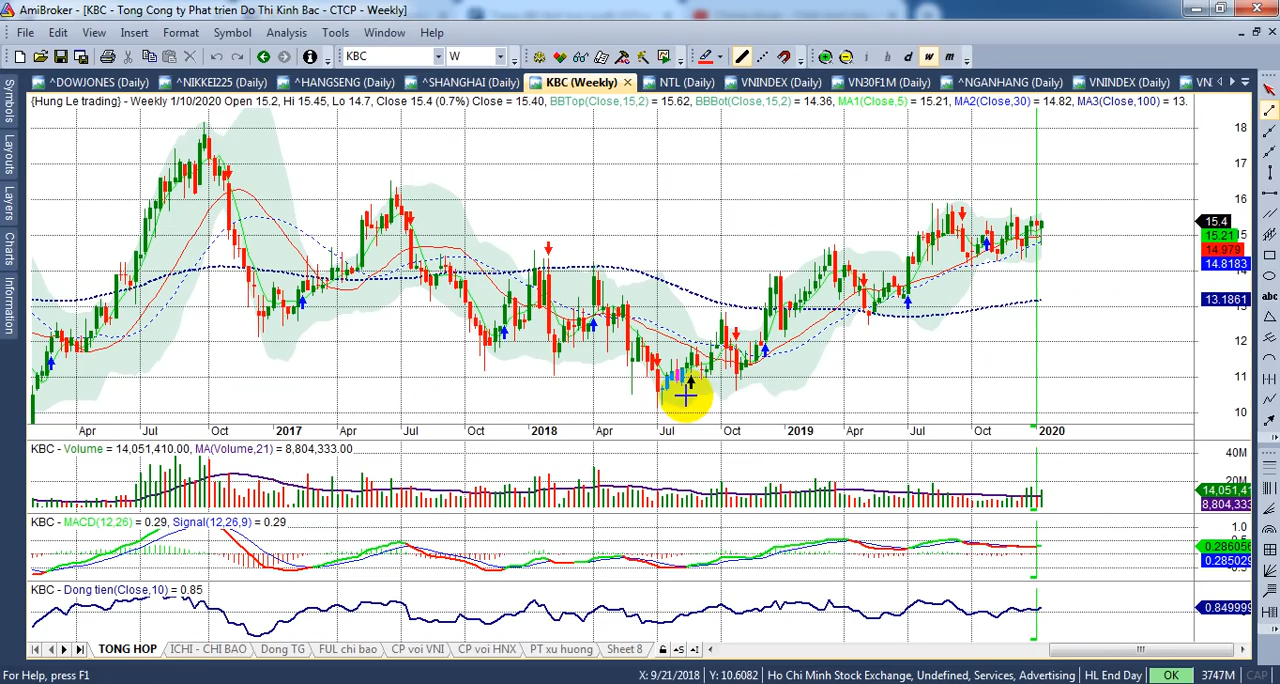 AmiBroker - [KBC - Tong Cong ty Phat trien Do Thi Kinh Bac - CTCP - Weekly]
File Edit View Insert Format Symbol Analysis Tools Window Help
KBC W i h d w m
^DOWJONES (Daily) ^NIKKEI225 (Daily) ^HANGSENG (Daily) ^SHANGHAI (Daily) KBC (Weekly) NTL (Daily) VNINDEX (Daily) VN30F1M (Daily) ^NGANHANG (Daily) VNINDEX (Daily)
Symbols
Layouts
Layers
Charts
Information
{Hung Le trading} - Weekly 1/10/2020 Open 15.2, Hi 15.45, Lo 14.7, Close 15.4 (0.7%) Close = 15.40, BBTop(Close,15,2) = 15.62, BBBot(Close,15,2) = 14.36, MA1(Close,5) = 15.21, MA2(Close,30) = 14.82, MA3(Close,100) = 13.
18
17
16
15.4
15.21
14.979
14.8183
14
13.1861
12
11
10
Apr Jul Oct 2017 Apr Jul Oct 2018 Apr Jul Oct 2019 Apr Jul Oct 2020
KBC - Volume = 14,051,410.00, MA(Volume,21) = 8,804,333.00
40M
20M
14,051,41
8,804,333
KBC - MACD(12,26) = 0.29, Signal(12,26,9) = 0.29
1.0
0.286056
0.285029
KBC - Dong tien(Close,10) = 0.85
0.849999
TONG HOP ICHI - CHI BAO Dong TG FUL chi bao CP voi VNI CP voi HNX PT xu huong Sheet 8
abc
For Help, press F1 X: 9/21/2018 Y: 10.6082 Ho Chi Minh Stock Exchange, Undefined, Services, Advertising HL End Day OK 3747M CAP